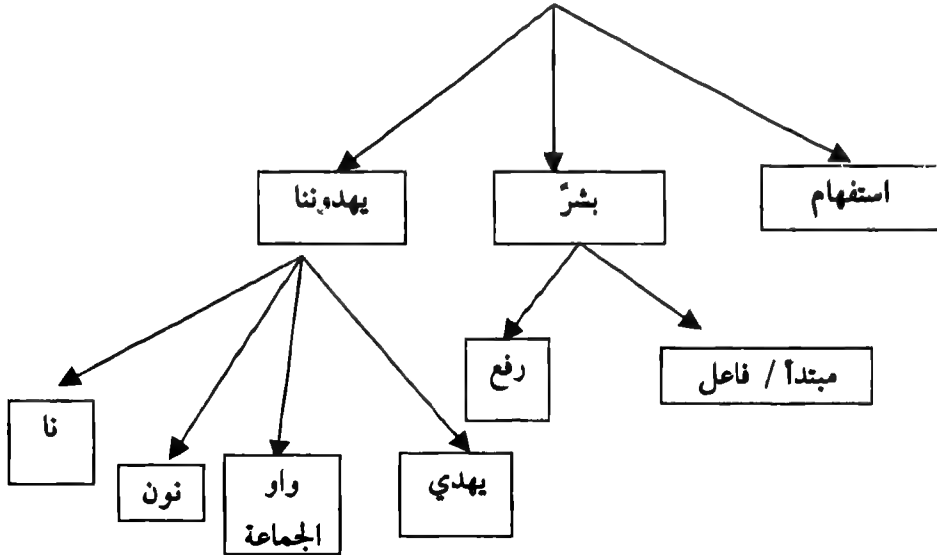 استفهام
بشرٌ
يهدوننا
رفع
مبتدأ / فاعل
يهدي
واو
الجماعة
نون
نا